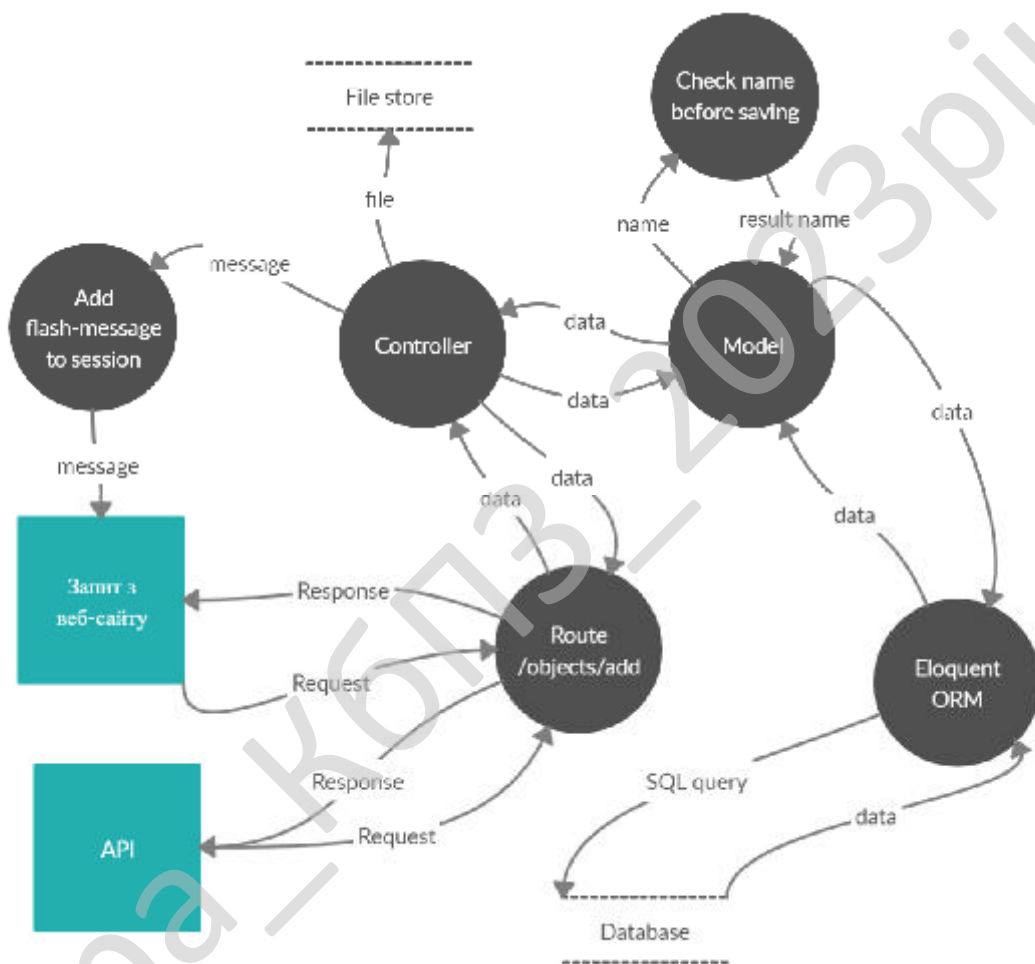 File store
Check name
before saving
file
name
result name
message
Add
flash-message
to session
Controller
data
Model
data
data
message
data
data
data
Запит з
веб-сайту
Response
Route
/objects/add
Request
Eloquent
ORM
Response
SQL query
API
Request
data
Database